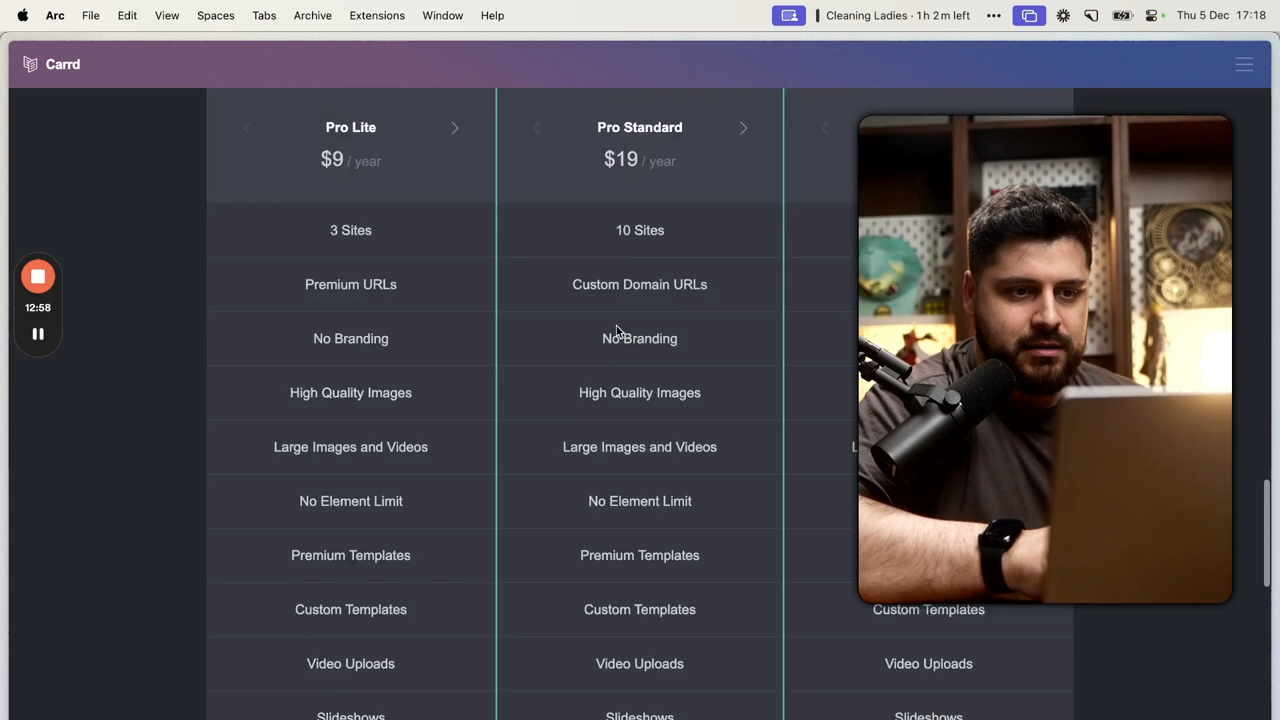 Arc File Edit View Spaces Tabs Archive Extensions Window Help Cleaning Ladies · 1h 2m left ••• Thu 5 Dec 17:18
Carrd
Pro Lite Pro Standard
$9 / year $19 / year
3 Sites 10 Sites
Premium URLs Custom Domain URLs
12:58
No Branding No Branding
High Quality Images High Quality Images
Large Images and Videos Large Images and Videos L
No Element Limit No Element Limit
Premium Templates Premium Templates
Custom Templates Custom Templates Custom Templates
Video Uploads Video Uploads Video Uploads
Slideshows Slideshows Slideshows